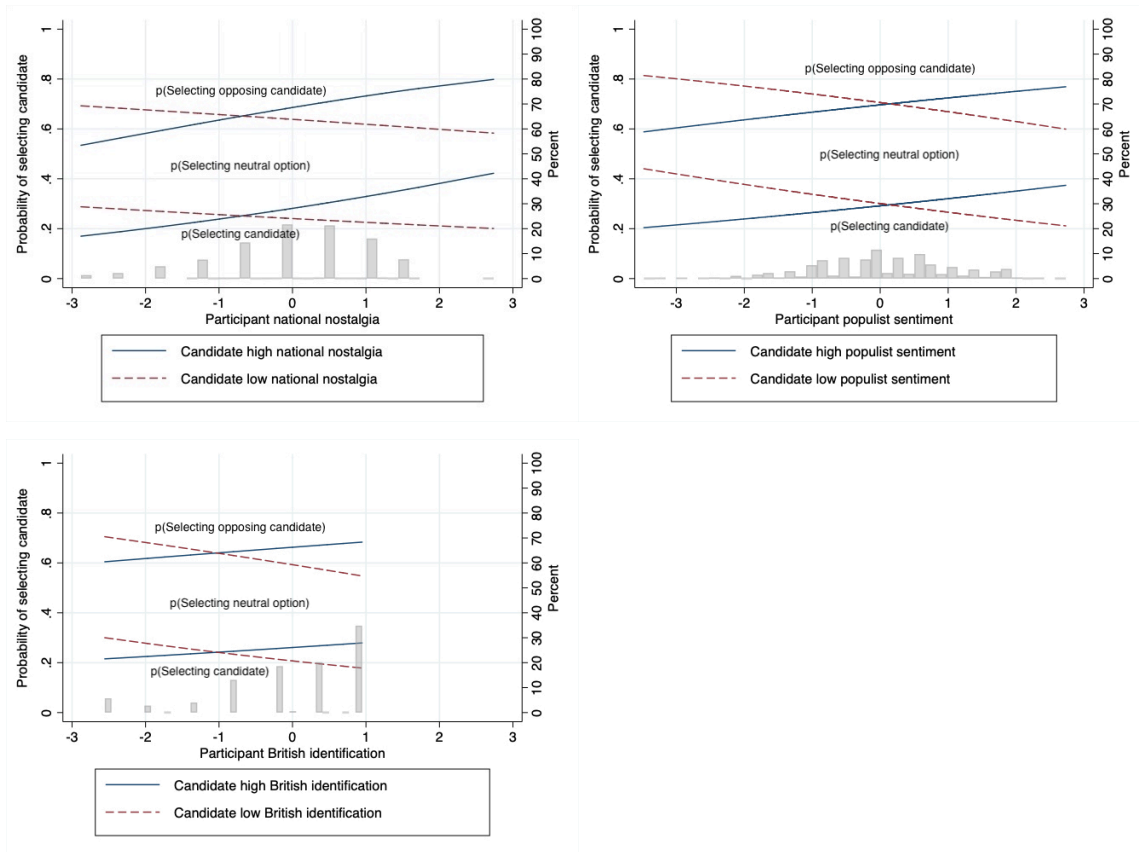 Probability of selecting candidate
1
.8
.6
.4
.2
0
p(Selecting opposing candidate)
p(Selecting neutral option)
p(Selecting candidate)
100
90
80
70
60
50
40
30
20
10
0
Percent
-3 -2 -1 0 1 2 3
Participant national nostalgia
Candidate high national nostalgia
Candidate low national nostalgia
Probability of selecting candidate
1
.8
.6
.4
.2
0
p(Selecting opposing candidate)
p(Selecting neutral option)
p(Selecting candidate)
100
90
80
70
60
50
40
30
20
10
0
Percent
-3 -2 -1 0 1 2 3
Participant populist sentiment
Candidate high populist sentiment
Candidate low populist sentiment
Probability of selecting candidate
1
.8
.6
.4
.2
0
p(Selecting opposing candidate)
p(Selecting neutral option)
p(Selecting candidate)
100
90
80
70
60
50
40
30
20
10
0
Percent
-3 -2 -1 0 1 2 3
Participant British identification
Candidate high British identification
Candidate low British identification